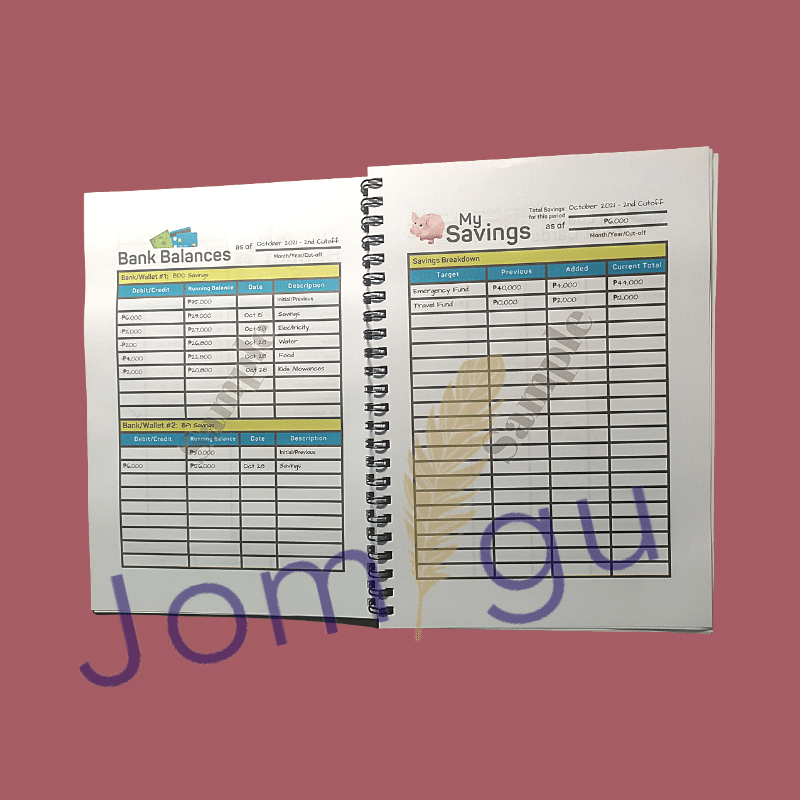 Bank Balances as of October 2021 - 2nd Cutoff
Month/Year/Cut-off
Bank/Wallet #1: BDO Savings
Debit/Credit Running Balance Date Description
₱35,000 Initial/Previous
-₱6,000 ₱29,000 Oct 15 Savings
-₱2,000 ₱27,000 Oct 28 Electricity
-₱200 ₱26,800 Oct 28 Water
-₱4,000 ₱22,800 Oct 28 Food
-₱2,000 ₱20,800 Oct 28 Kids Allowances
Bank/Wallet #2: BPI Savings
Debit/Credit Running Balance Date Description
₱50,000 Initial/Previous
₱6,000 ₱56,000 Oct 28 Savings
Sample
My Savings
Total Savings for this period as of
October 2021 - 2nd Cutoff
₱6,000
Month/Year/Cut-off
Savings Breakdown
Target Previous Added Current Total
Emergency Fund ₱40,000 ₱4,000 ₱44,000
Travel Fund ₱0,000 ₱2,000 ₱2,000
Sample
Jom gu